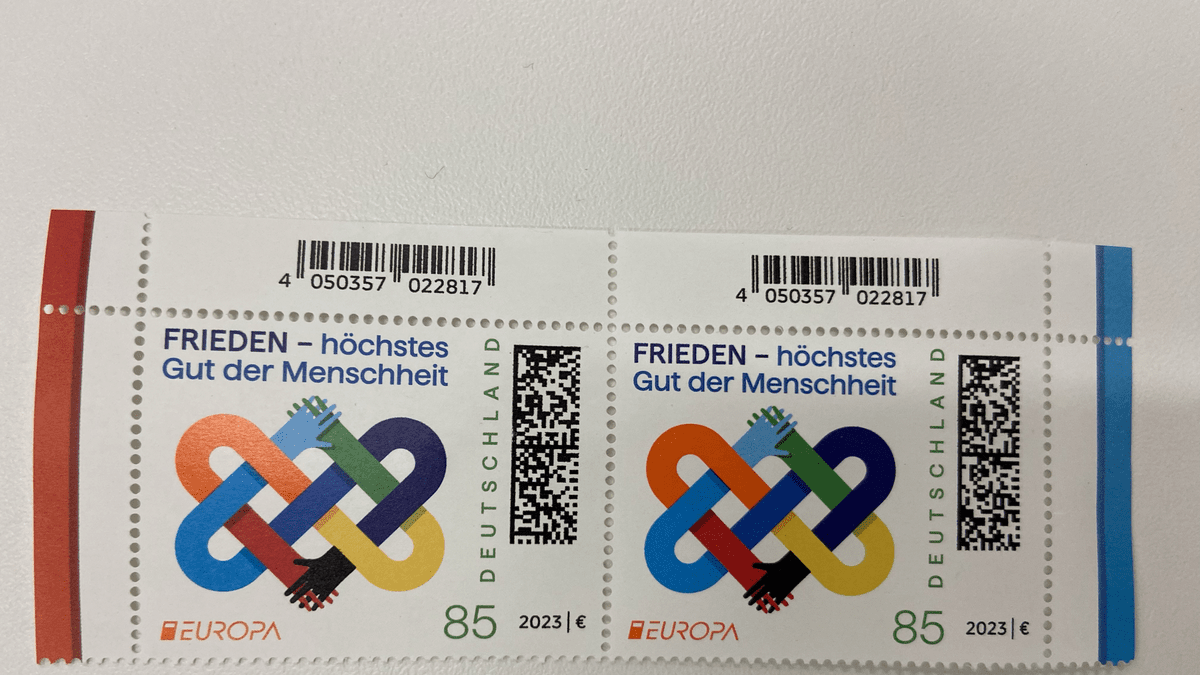 4 050357 022817
FRIEDEN – höchstes
Gut der Menschheit
DEUTSCHLAND
EUROPA
85
2023 | €
4 050357 022817
FRIEDEN – höchstes
Gut der Menschheit
DEUTSCHLAND
EUROPA
85
2023 | €